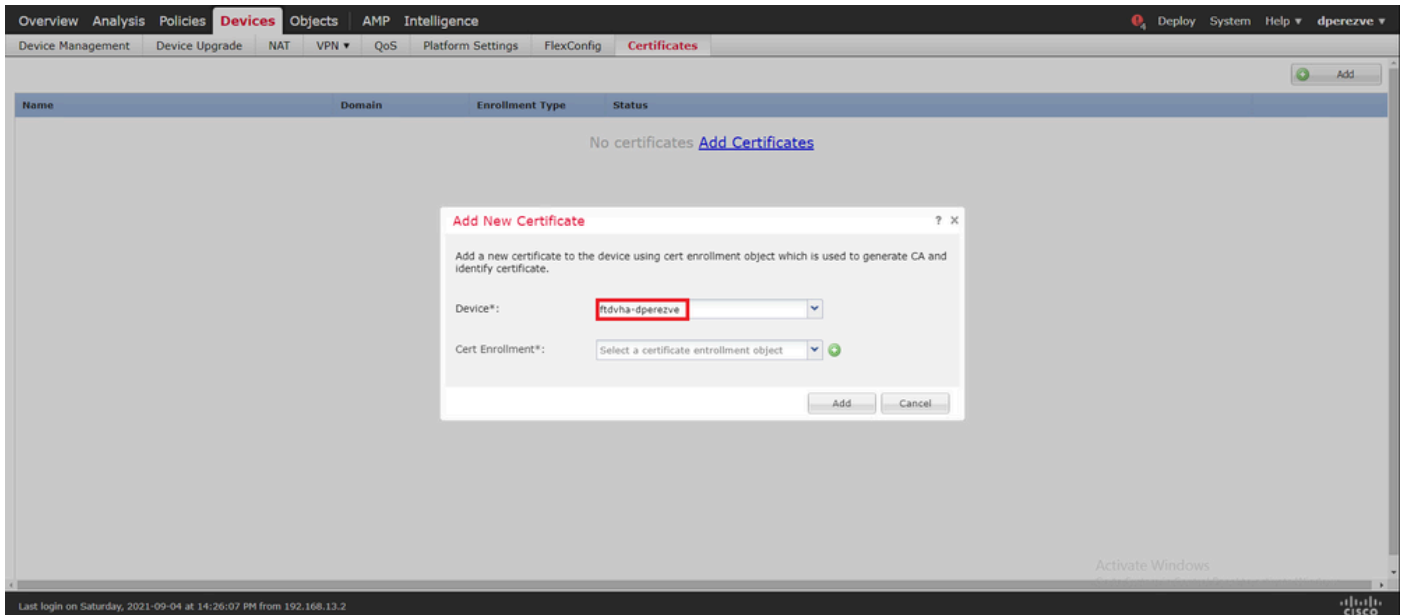 Overview Analysis Policies Devices Objects AMP Intelligence 4 Deploy System Help ▾ dperezve ▾
Device Management Device Upgrade NAT VPN ▾ QoS Platform Settings FlexConfig Certificates
Add
Name Domain Enrollment Type Status
No certificates Add Certificates
Add New Certificate ? X
Add a new certificate to the device using cert enrollment object which is used to generate CA and
identify certificate.
Device*: ftdvha-dperezve
Cert Enrollment*: Select a certificate entrollment object
Add Cancel
Activate Windows
Last login on Saturday, 2021-09-04 at 14:26:07 PM from 192.168.13.2
CISCO